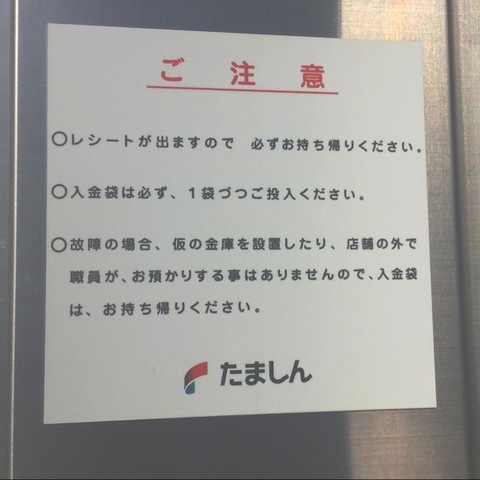 ご注意
○レシートが出ますので 必ずお持ち帰りください。
○入金袋は必ず、1袋づつご投入ください。
○故障の場合、仮の金庫を設置したり、店舗の外で
職員が、お預かりする事はありませんので、入金袋
は、お持ち帰りください。
たましん